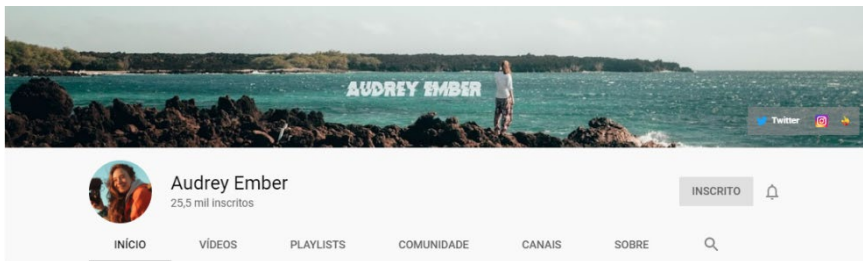 AUDREY EMBER
Twitter
Audrey Ember
25,5 mil inscritos
INSCRITO
INÍCIO VÍDEOS PLAYLISTS COMUNIDADE CANAIS SOBRE